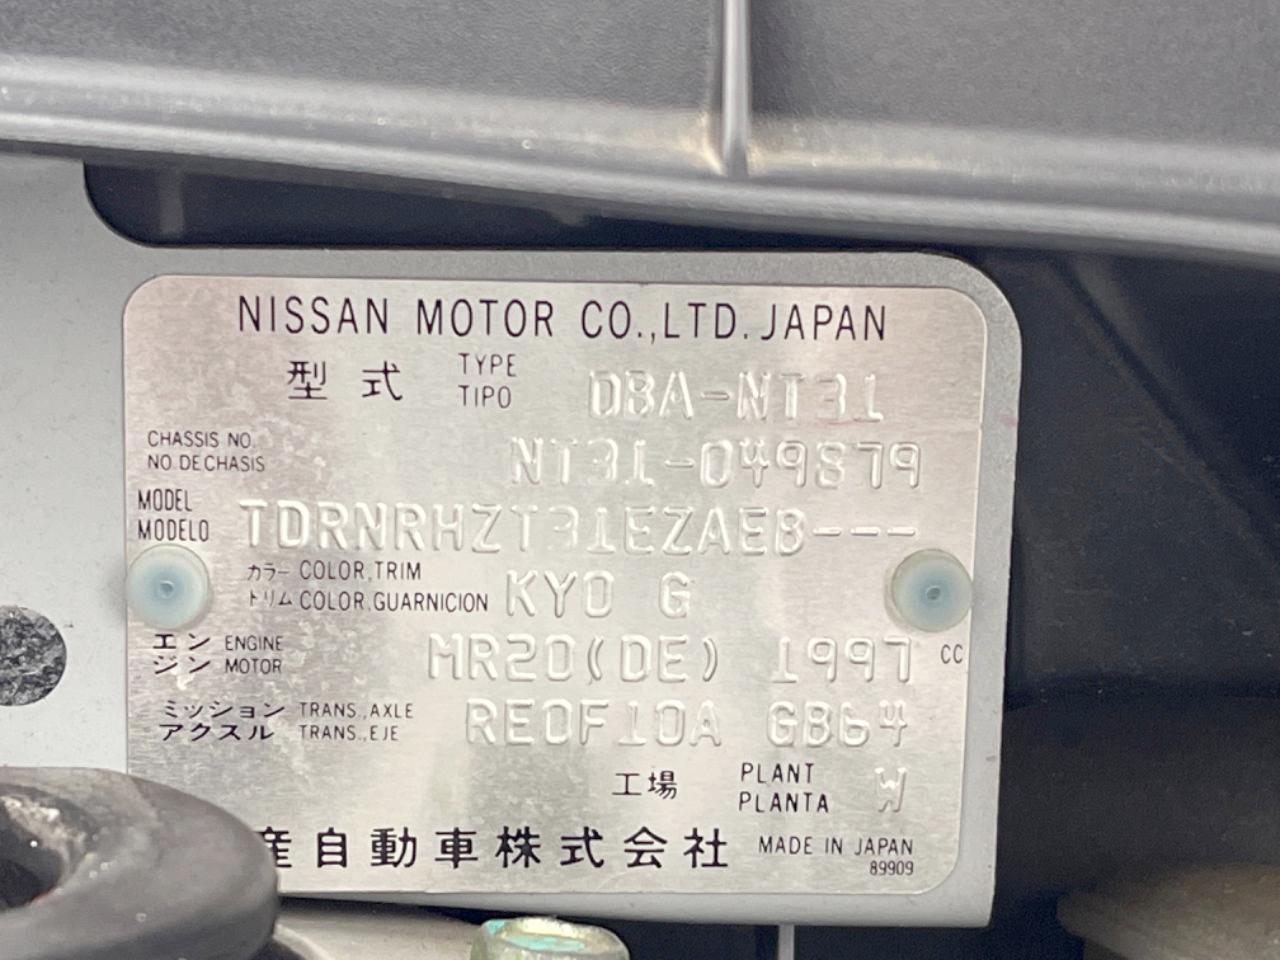 NISSAN MOTOR CO.,LTD. JAPAN
型式 TYPE TIPO DBA-NT31
CHASSIS NO. NO DE CHASIS NT31-049879
MODEL MODELO TDRNRHZT31EZAEB---
カラー COLOR,TRIM
トリム COLOR,GUARNICION KY0 G
エンジン ENGINE MOTOR MR20(DE) 1997 CC
ミッション TRANS.,AXLE
アクスル TRANS.,EJE RE0F10A GB64
工場 PLANT PLANTA W
産自動車株式会社 MADE IN JAPAN
89909